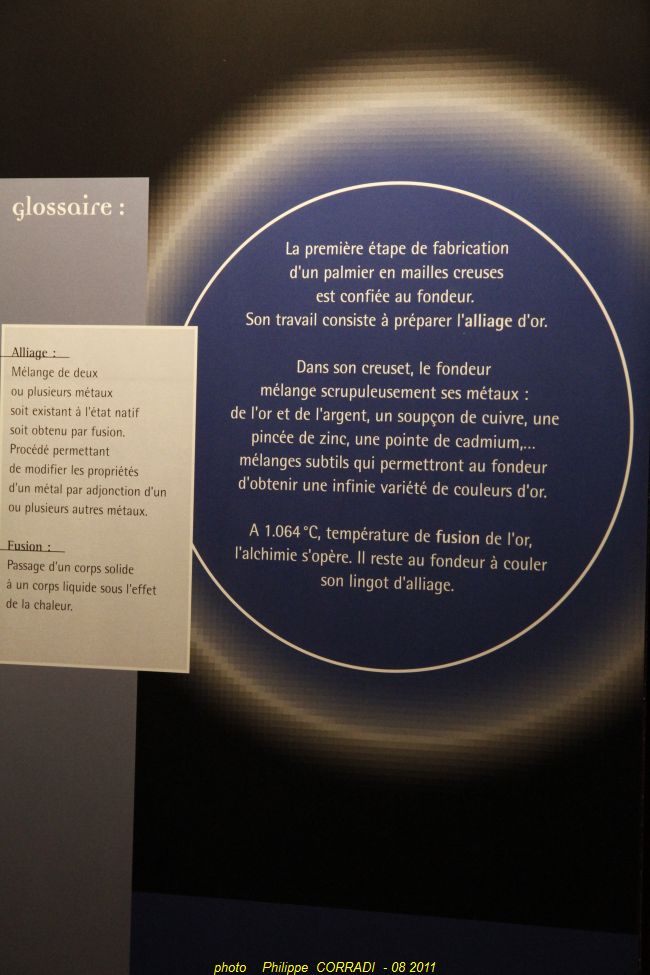 glossaire :
Alliage :
Mélange de deux
ou plusieurs métaux
soit existant à l'état natif
soit obtenu par fusion.
Procédé permettant
de modifier les propriétés
d'un métal par adjonction d'un
ou plusieurs autres métaux.
Fusion :
Passage d'un corps solide
à un corps liquide sous l'effet
de la chaleur.
La première étape de fabrication
d'un palmier en mailles creuses
est confiée au fondeur.
Son travail consiste à préparer l'alliage d'or.
Dans son creuset, le fondeur
mélange scrupuleusement ses métaux :
de l'or et de l'argent, un soupçon de cuivre, une
pincée de zinc, une pointe de cadmium,...
mélanges subtils qui permettront au fondeur
d'obtenir une infinie variété de couleurs d'or.
A 1.064 °C, température de fusion de l'or,
l'alchimie s'opère. Il reste au fondeur à couler
son lingot d'alliage.
photo Philippe CORRADI - 08 2011